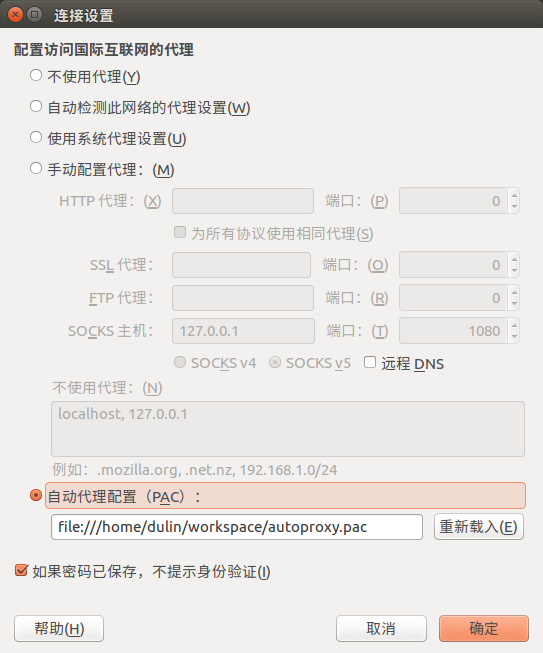 连接设置
配置访问国际互联网的代理
不使用代理(Y)
自动检测此网络的代理设置(W)
使用系统代理设置(U)
手动配置代理：(M)
HTTP 代理：(X) 端口：(P) 0
为所有协议使用相同代理(S)
SSL 代理： 端口：(O) 0
FTP 代理： 端口：(R) 0
SOCKS 主机： 127.0.0.1 端口：(T) 1080
SOCKS v4 SOCKS v5 远程 DNS
不使用代理：(N)
localhost, 127.0.0.1
例如：.mozilla.org, .net.nz, 192.168.1.0/24
自动代理配置（PAC）：
file:///home/dulin/workspace/autoproxy.pac 重新载入(E)
如果密码已保存，不提示身份验证(I)
帮助(H) 取消 确定